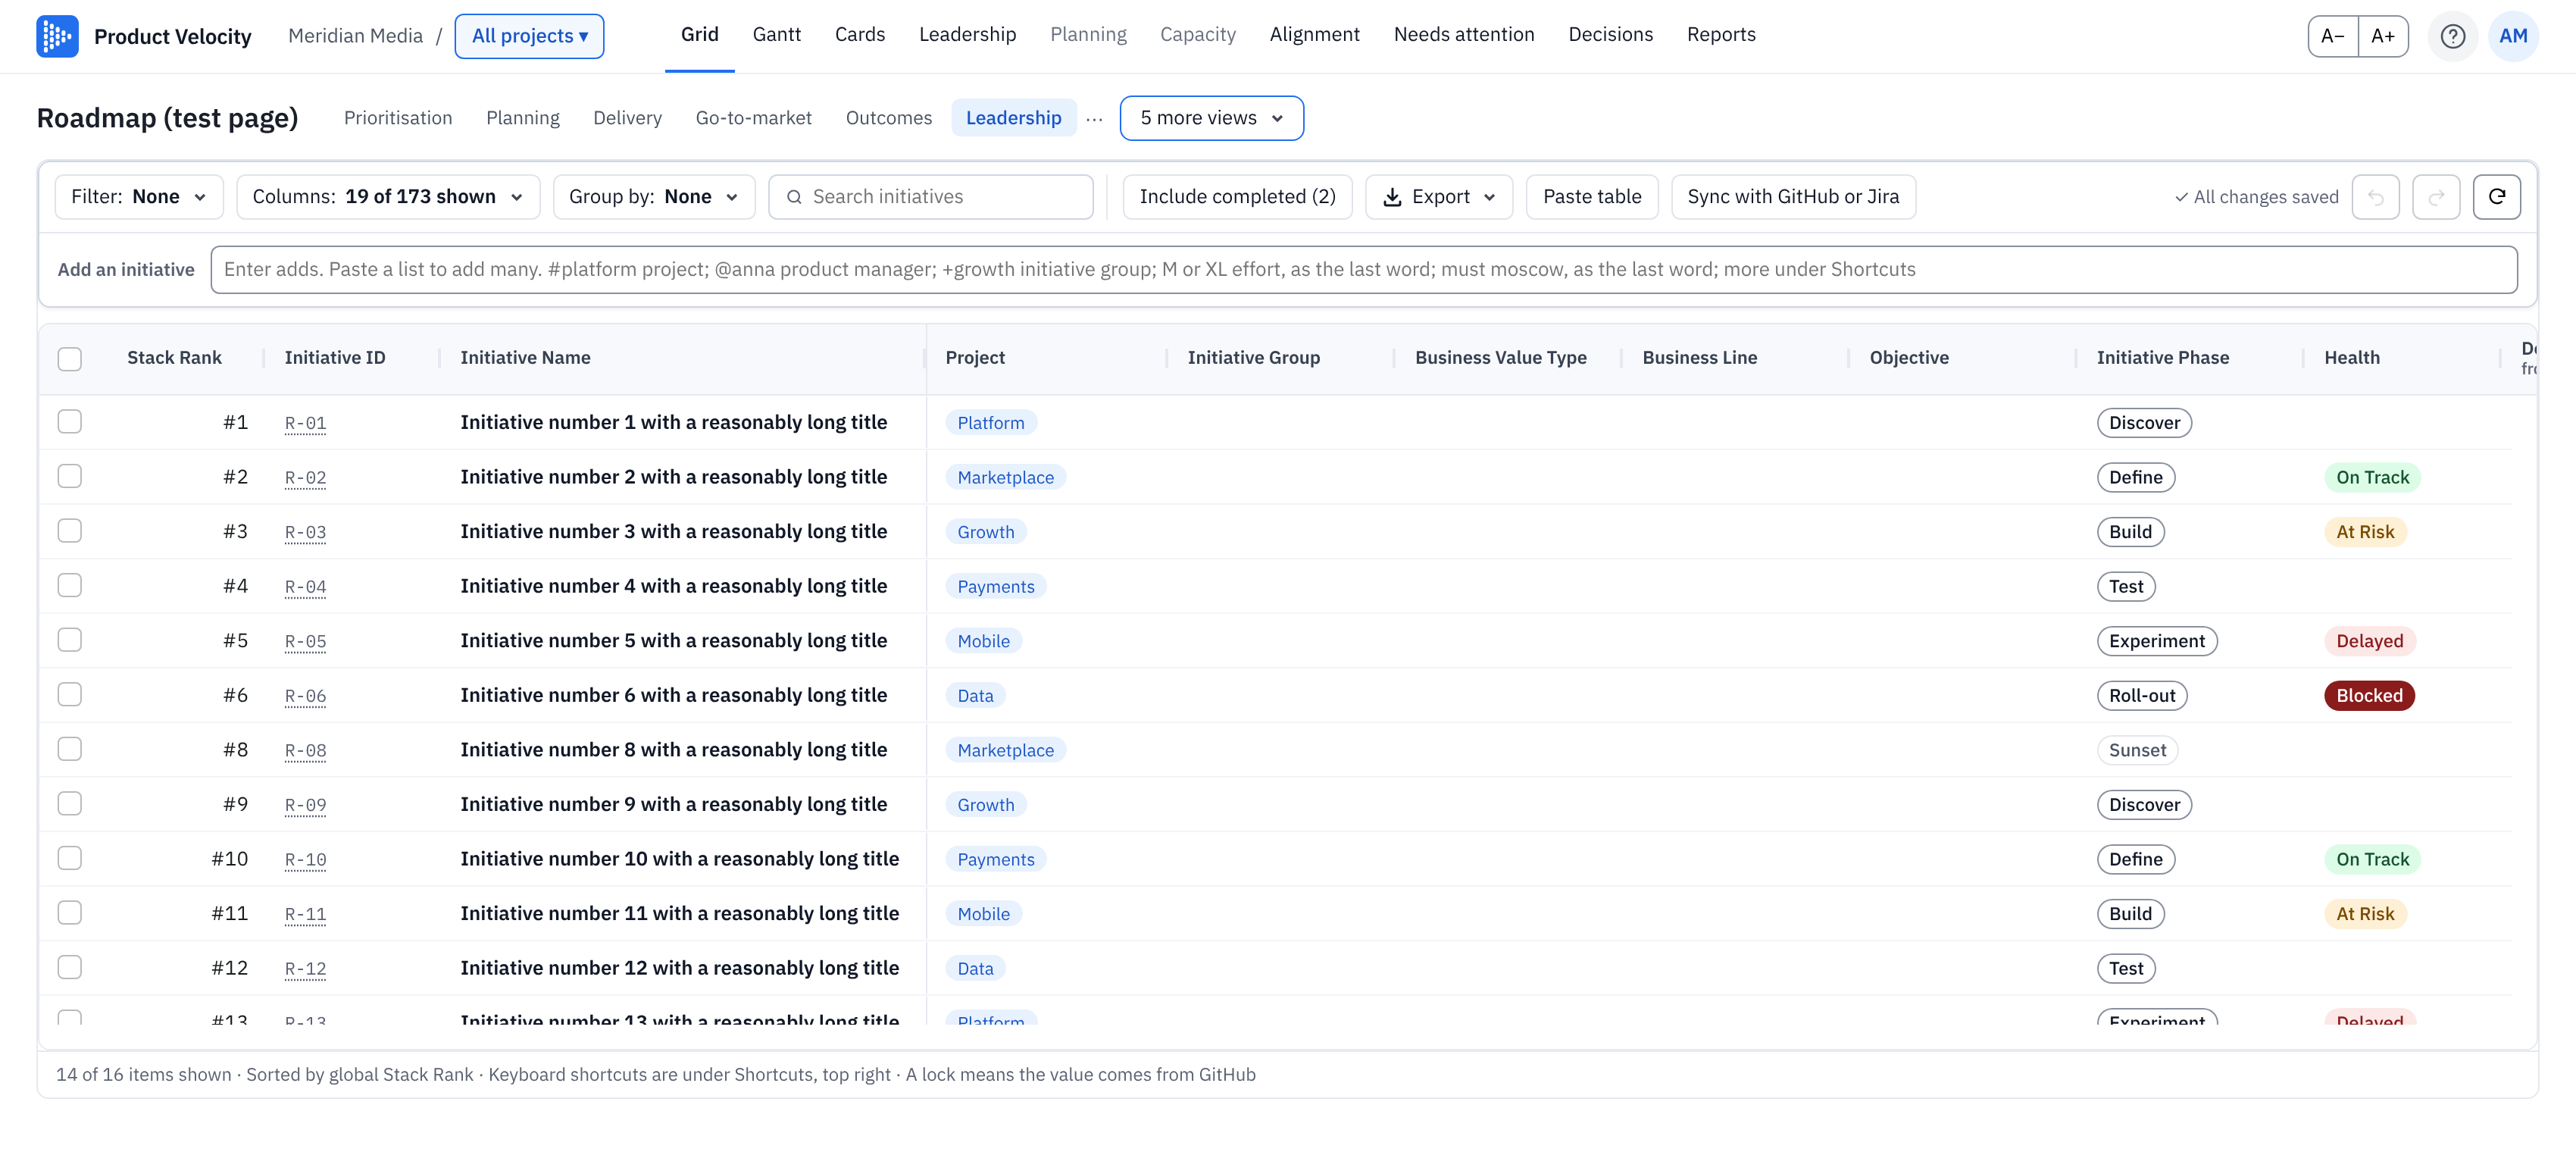 Product Velocity Meridian Media / All projects ▾ Grid Gantt Cards Leadership Planning Capacity Alignment Needs attention Decisions Reports A− A+ AM
Roadmap (test page) Prioritisation Planning Delivery Go-to-market Outcomes Leadership ··· 5 more views
Filter: None Columns: 19 of 173 shown Group by: None Search initiatives Include completed (2) Export Paste table Sync with GitHub or Jira ✓ All changes saved
Add an initiative Enter adds. Paste a list to add many. #platform project; @anna product manager; +growth initiative group; M or XL effort, as the last word; must moscow, as the last word; more under Shortcuts
Stack Rank Initiative ID Initiative Name Project Initiative Group Business Value Type Business Line Objective Initiative Phase Health
#1 R-01 Initiative number 1 with a reasonably long title Platform Discover
#2 R-02 Initiative number 2 with a reasonably long title Marketplace Define On Track
#3 R-03 Initiative number 3 with a reasonably long title Growth Build At Risk
#4 R-04 Initiative number 4 with a reasonably long title Payments Test
#5 R-05 Initiative number 5 with a reasonably long title Mobile Experiment Delayed
#6 R-06 Initiative number 6 with a reasonably long title Data Roll-out Blocked
#8 R-08 Initiative number 8 with a reasonably long title Marketplace Sunset
#9 R-09 Initiative number 9 with a reasonably long title Growth Discover
#10 R-10 Initiative number 10 with a reasonably long title Payments Define On Track
#11 R-11 Initiative number 11 with a reasonably long title Mobile Build At Risk
#12 R-12 Initiative number 12 with a reasonably long title Data Test
#13 R-13 Initiative number 13 with a reasonably long title Platform Experiment Delayed
14 of 16 items shown · Sorted by global Stack Rank · Keyboard shortcuts are under Shortcuts, top right · A lock means the value comes from GitHub